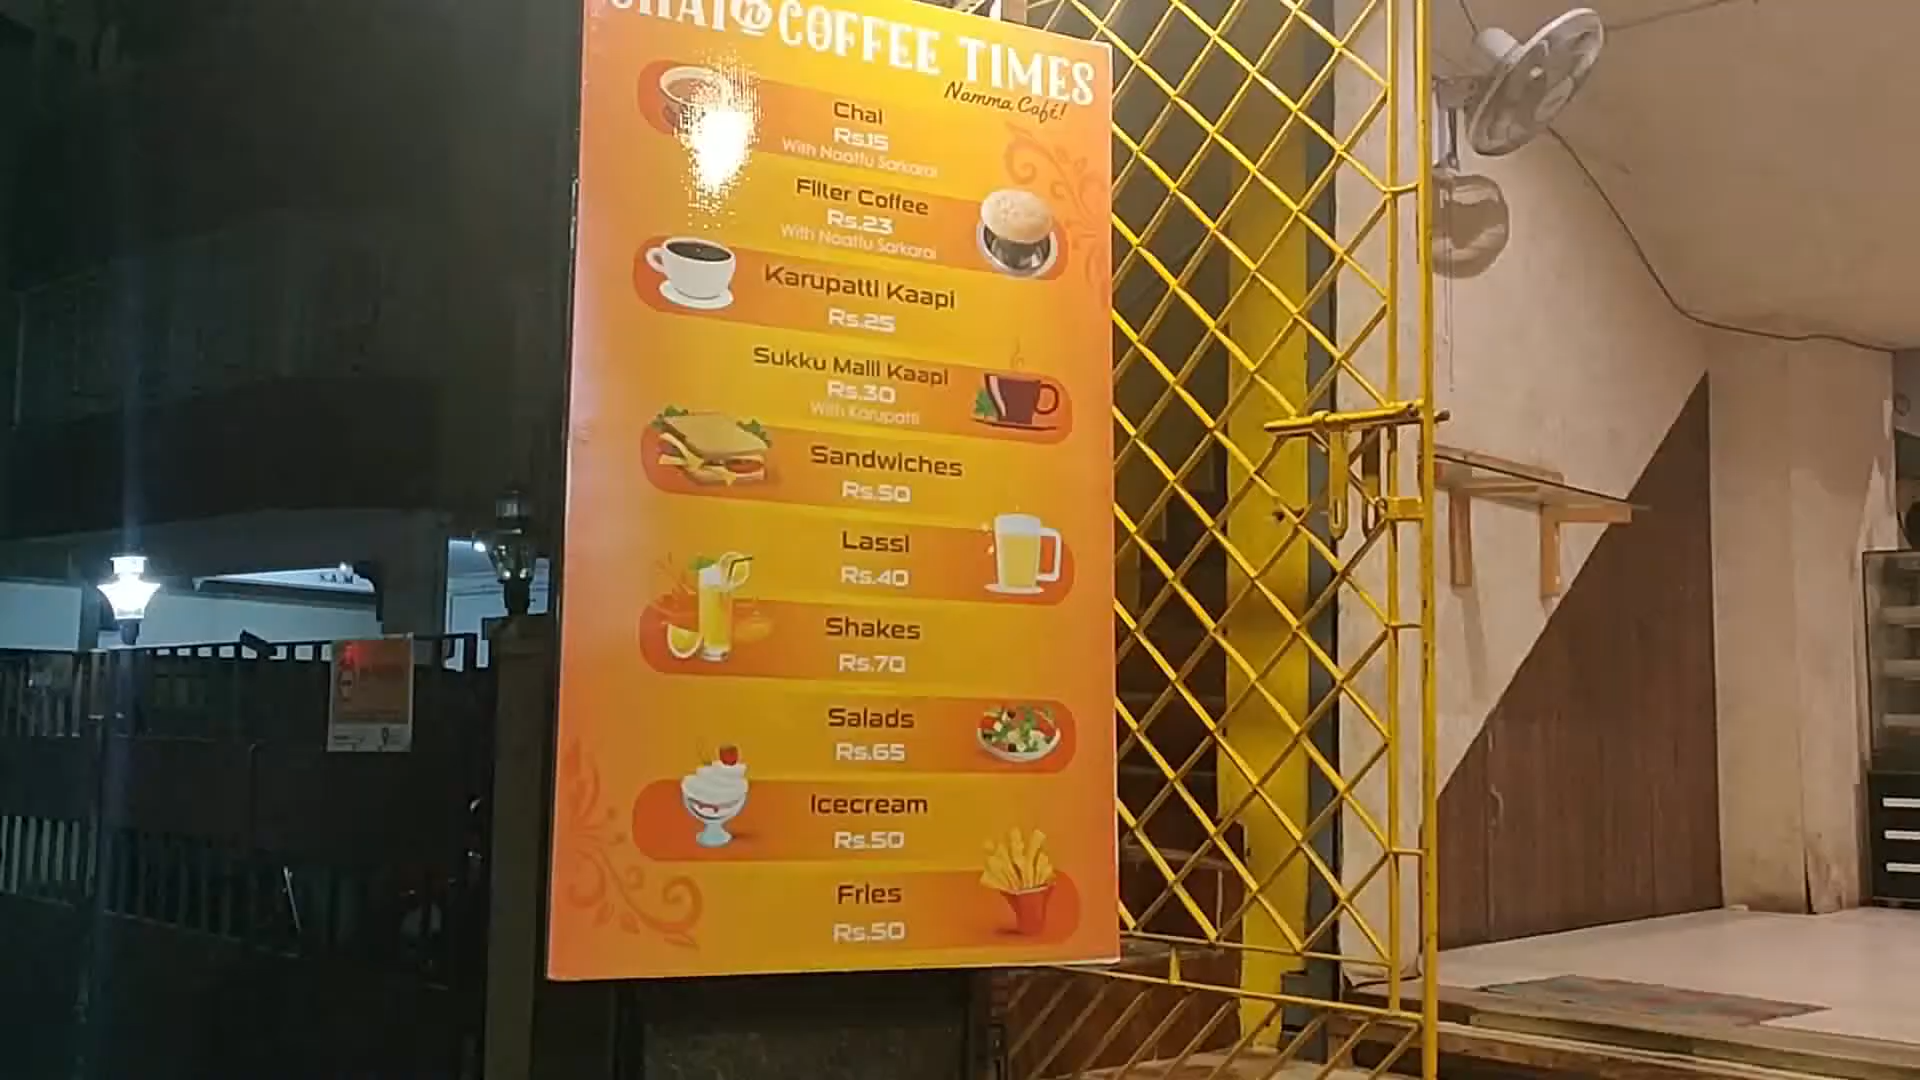 CHAI n COFFEE TIMES
Namma Café!
Chai
Rs.15
With Naattu Sarkarai
Filter Coffee
Rs.23
With Naattu Sarkarai
Karupatti Kaapi
Rs.25
Sukku Malli Kaapi
Rs.30
With Karupatti
Sandwiches
Rs.50
Lassi
Rs.40
Shakes
Rs.70
Salads
Rs.65
Icecream
Rs.50
Fries
Rs.50